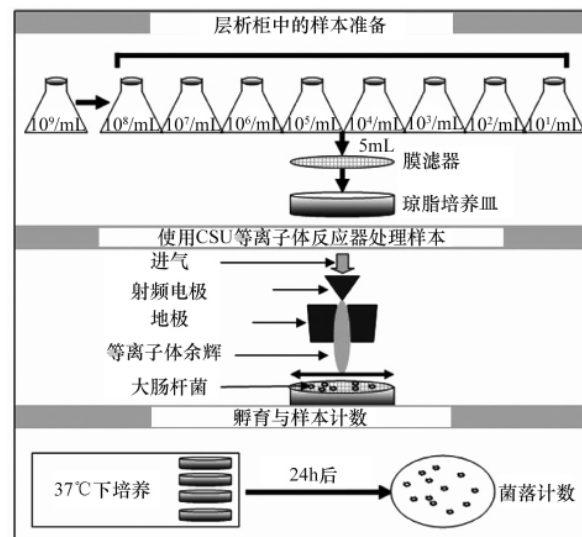 层析柜中的样本准备
10⁹/mL 10⁸/mL 10⁷/mL 10⁶/mL 10⁵/mL 10⁴/mL 10³/mL 10²/mL 10¹/mL
5mL
膜滤器
琼脂培养皿
使用CSU等离子体反应器处理样本
进气
射频电极
地极
等离子体余辉
大肠杆菌
孵育与样本计数
37℃下培养
24h后
菌落计数